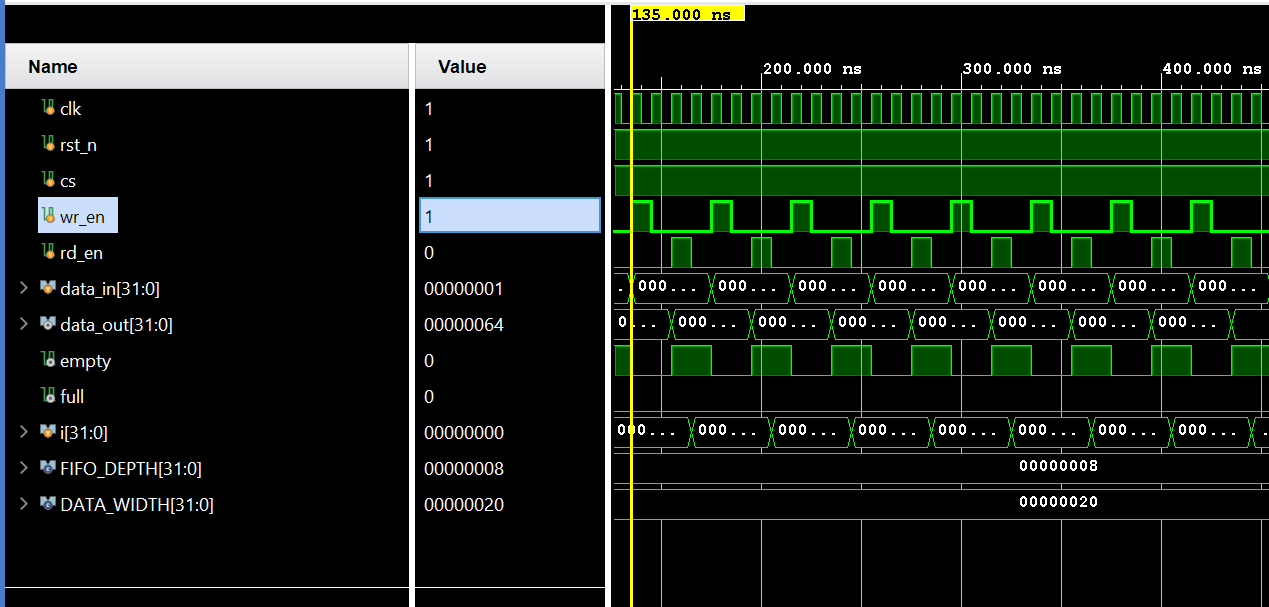 135.000 ns
Name Value 200.000 ns 300.000 ns 400.000 ns
clk 1
rst_n 1
cs 1
wr_en 1
rd_en 0
data_in[31:0] 00000001 . 000... 000... 000... 000... 000... 000... 000... 000...
data_out[31:0] 00000064 0... 000... 000... 000... 000... 000... 000... 000...
empty 0
full 0
i[31:0] 00000000 000... 000... 000... 000... 000... 000... 000... 000... .
FIFO_DEPTH[31:0] 00000008 00000008
DATA_WIDTH[31:0] 00000020 00000020